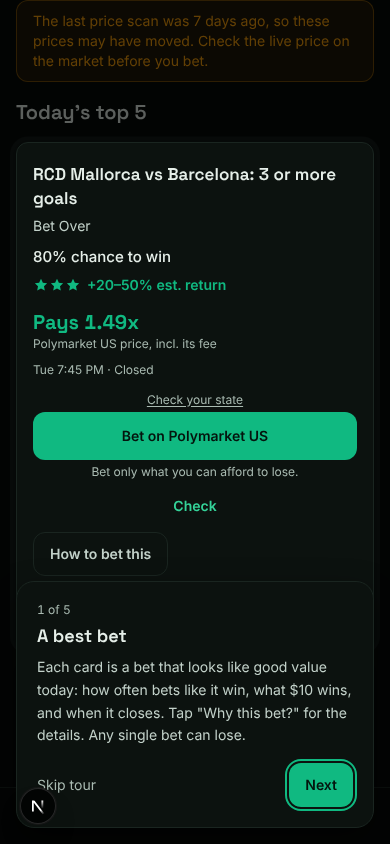 The last price scan was 7 days ago, so these
prices may have moved. Check the live price on
the market before you bet.
Today's top 5
RCD Mallorca vs Barcelona: 3 or more
goals
Bet Over
80% chance to win
★★★ +20–50% est. return
Pays 1.49x
Polymarket US price, incl. its fee
Tue 7:45 PM · Closed
Check your state
Bet on Polymarket US
Bet only what you can afford to lose.
Check
How to bet this
1 of 5
A best bet
Each card is a bet that looks like good value
today: how often bets like it win, what $10 wins,
and when it closes. Tap "Why this bet?" for the
details. Any single bet can lose.
Skip tour
Next
N